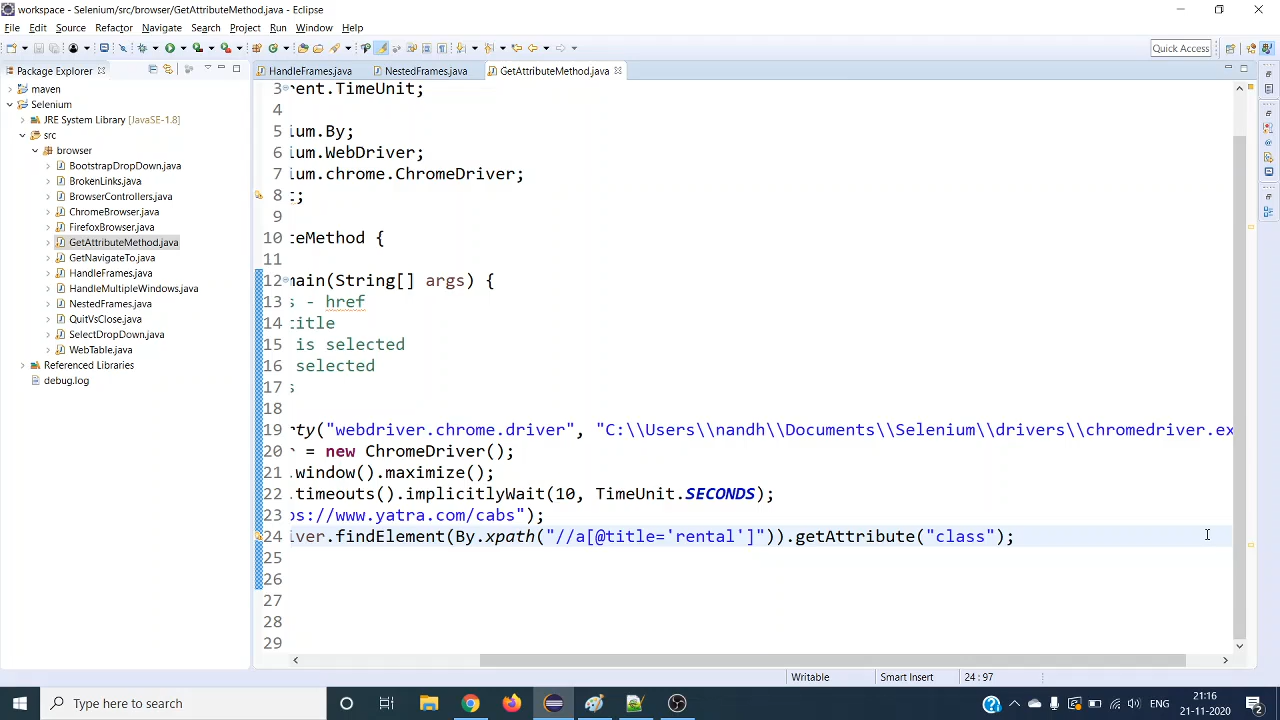 workspace - Selenium/src/browser/GetAttributeMethod.java - Eclipse
File Edit Source Refactor Navigate Search Project Run Window Help
Quick Access
Package Explorer
HandleFrames.java NestedFrames.java GetAttributeMethod.java
maven
Selenium
JRE System Library [JavaSE-1.8]
src
browser
BootstrapDropDown.java
BrokenLinks.java
BrowserControllers.java
ChromeBrowser.java
FirefoxBrowser.java
GetAttributeMethod.java
GetNavigateTo.java
HandleFrames.java
HandleMultipleWindows.java
NestedFrames.java
QuitVsClose.java
SelectDropDown.java
WebTable.java
Referenced Libraries
debug.log
3 rent.TimeUnit;
4
5 ium.By;
6 ium.WebDriver;
7 ium.chrome.ChromeDriver;
8 t;
9
10 teMethod {
11
12 main(String[] args) {
13 s - href
14 title
15 is selected
16 selected
17 s
18
19 rty("webdriver.chrome.driver", "C:\\Users\\nandh\\Documents\\Selenium\\drivers\\chromedriver.ex
20 r = new ChromeDriver();
21 .window().maximize();
22 .timeouts().implicitlyWait(10, TimeUnit.SECONDS);
23 ps://www.yatra.com/cabs");
24 iver.findElement(By.xpath("//a[@title='rental']")).getAttribute("class");
25
26
27
28
29
Writable Smart Insert 24 : 97
Type here to search
ENG
21:16
21-11-2020
2